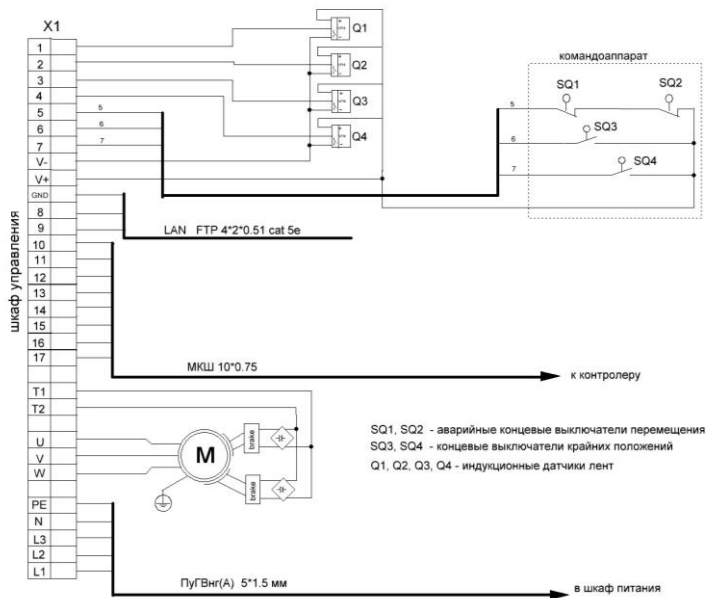 X1
шкаф управления
1
2
3
4
5
6
7
V-
V+
GND
8
9
10
11
12
13
14
15
16
17
T1
T2
U
V
W
PE
N
L3
L2
L1
5
6
7
Q1
Q2
Q3
Q4
командоаппарат
5
SQ1
SQ2
6
SQ3
7
SQ4
LAN FTP 4*2*0.51 cat 5e
МКШ 10*0.75
к контролеру
M
brake
brake
SQ1, SQ2 - аварийные концевые выключатели перемещения
SQ3, SQ4 - концевые выключатели крайних положений
Q1, Q2, Q3, Q4 - индукционные датчики лент
ПуГВнг(А) 5*1.5 мм
в шкаф питания